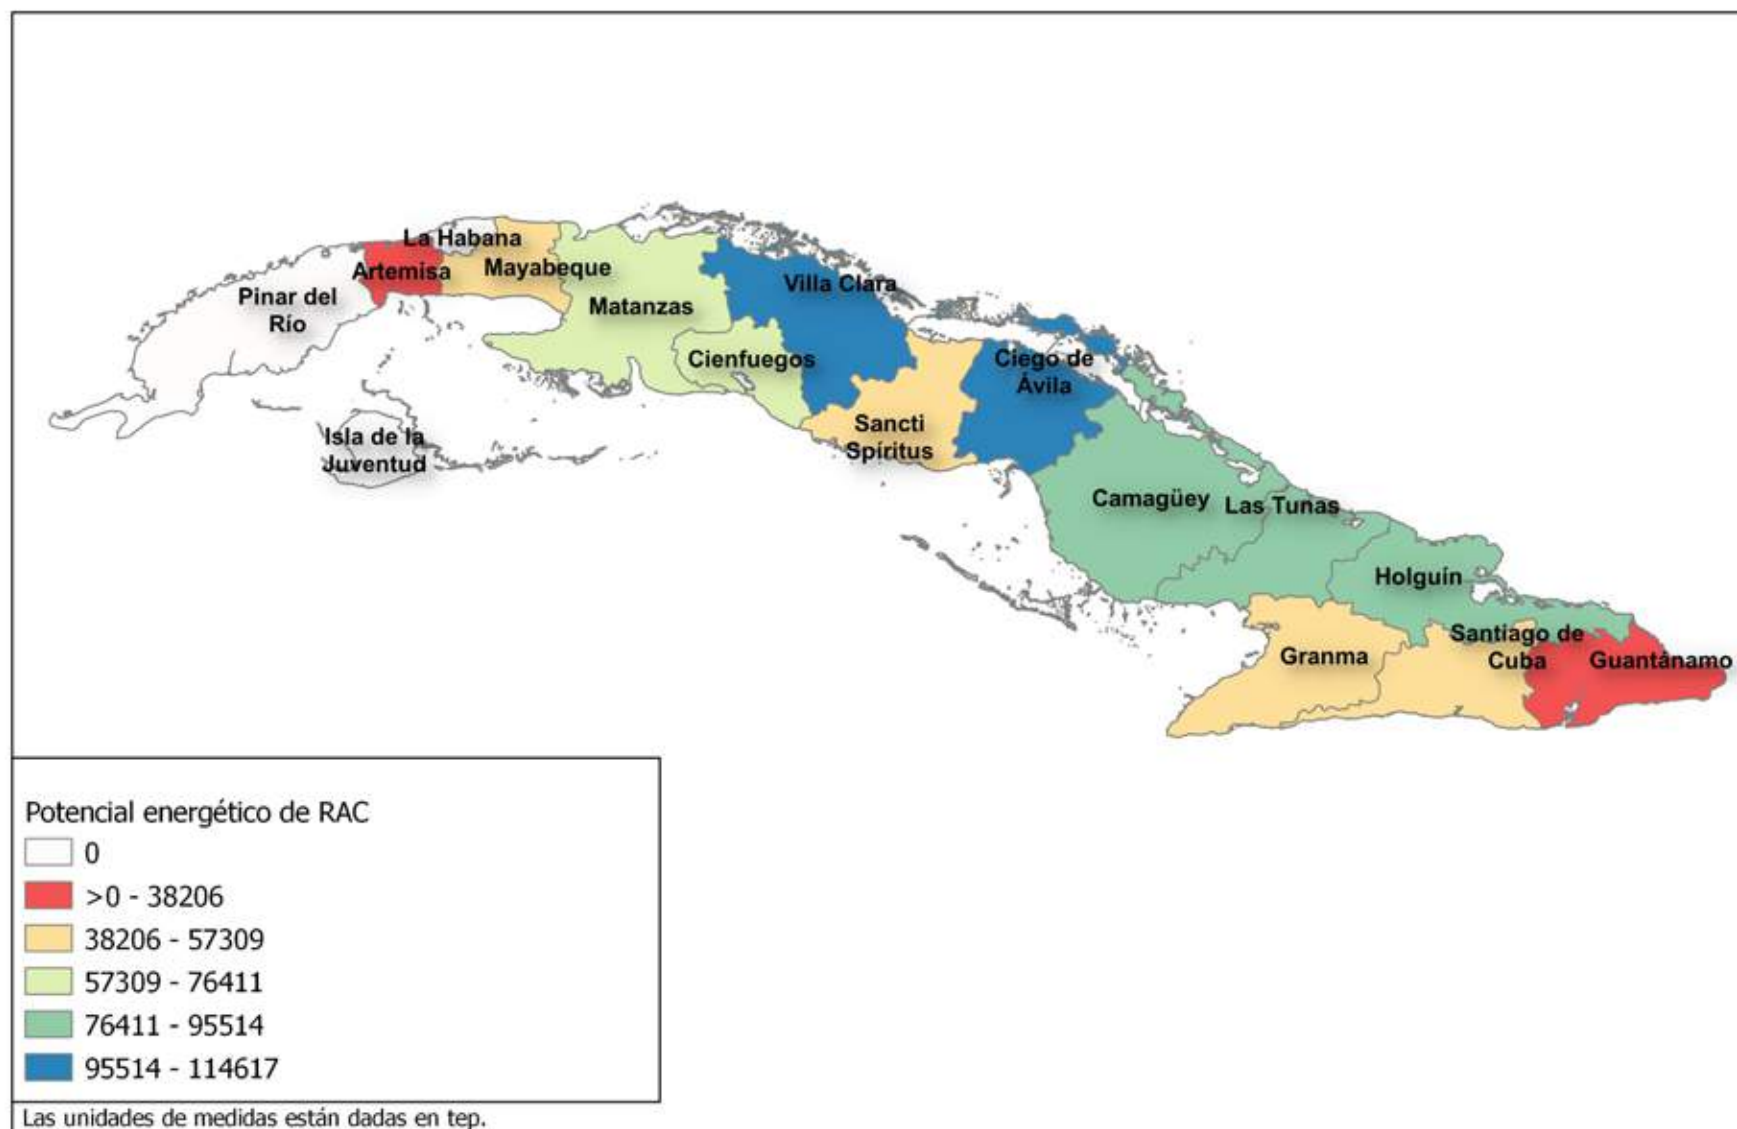 La Habana
Artemisa
Mayabeque
Pinar del
Río
Matanzas
Villa Clara
Cienfuegos
Ciego de
Ávila
Sancti
Spíritus
Isla de la
Juventud
Camagüey
Las Tunas
Holguín
Granma
Santiago de
Cuba
Guantánamo
Potencial energético de RAC
0
>0 - 38206
38206 - 57309
57309 - 76411
76411 - 95514
95514 - 114617
Las unidades de medidas están dadas en tep.